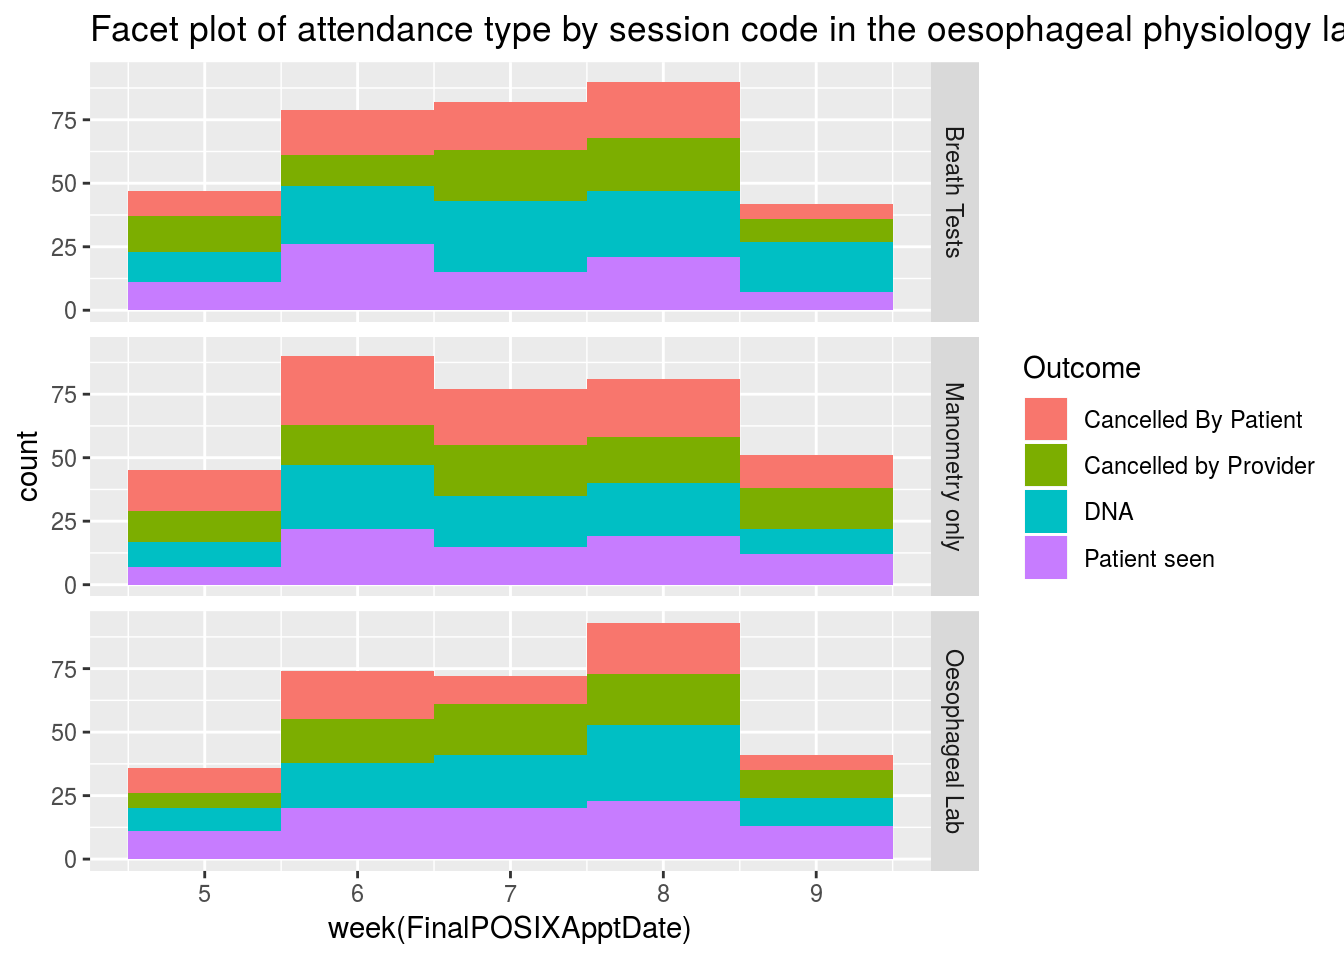 Facet plot of attendance type by session code in the oesophageal physiology
75
50
25
0
Breath Tests
75
50
25
0
Manometry only
75
50
25
0
Oesophageal Lab
5 6 7 8 9
week(FinalPOSIXApptDate)
count
Outcome
Cancelled By Patient
Cancelled by Provider
DNA
Patient seen